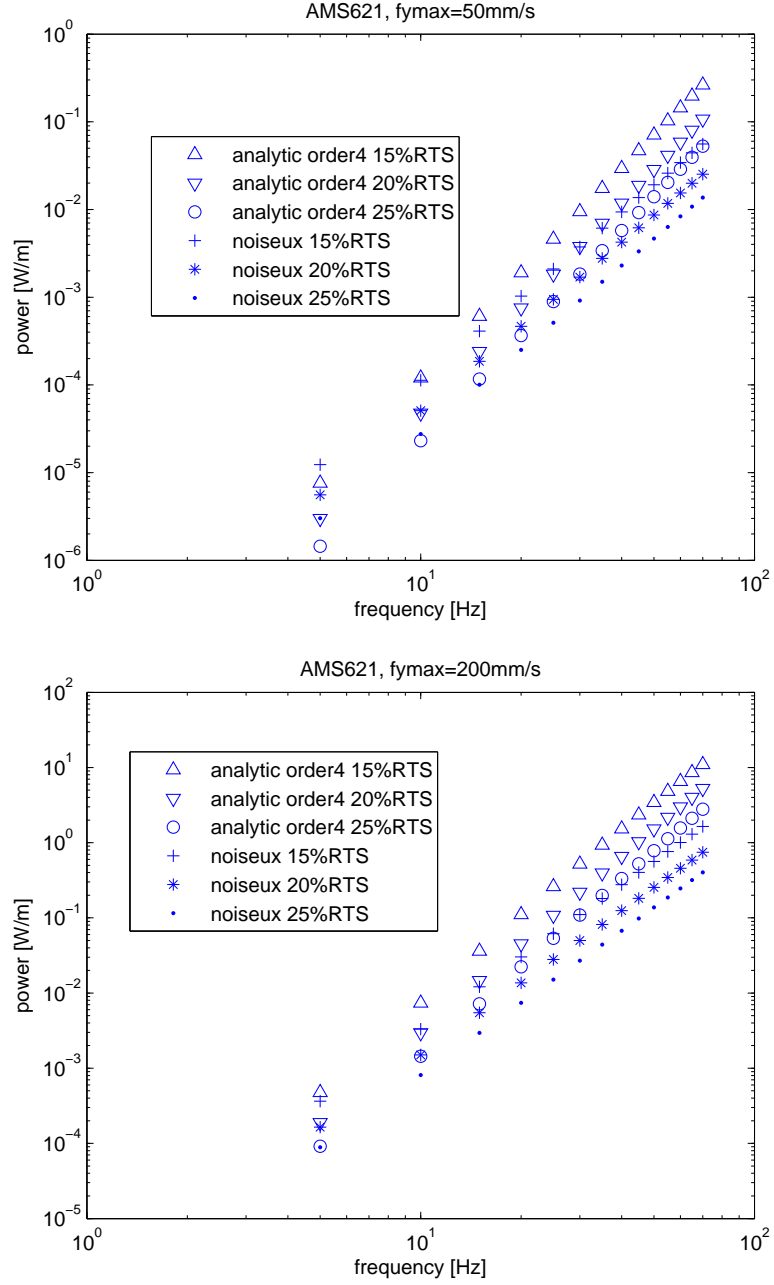 AMS621, fymax=50mm/s
10^0
10^-1
10^-2
10^-3
10^-4
10^-5
10^-6
power [W/m]
analytic order4 15%RTS
analytic order4 20%RTS
analytic order4 25%RTS
noiseux 15%RTS
noiseux 20%RTS
noiseux 25%RTS
10^0
10^1
10^2
frequency [Hz]
AMS621, fymax=200mm/s
10^2
10^1
10^0
10^-1
10^-2
10^-3
10^-4
10^-5
power [W/m]
analytic order4 15%RTS
analytic order4 20%RTS
analytic order4 25%RTS
noiseux 15%RTS
noiseux 20%RTS
noiseux 25%RTS
10^0
10^1
10^2
frequency [Hz]